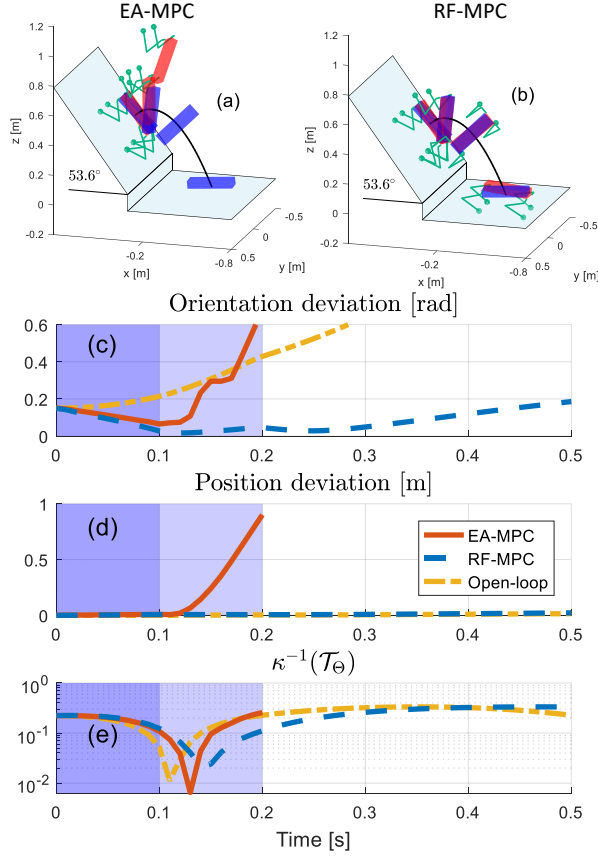 EA-MPC
RF-MPC
1.2
1
0.8
0.6
0.4
0.2
0
-0.2
z [m]
(a)
53.6°
-0.2
x [m]
-0.8
0.5
0
-0.5
y [m]
1.2
1
0.8
0.6
0.4
0.2
0
-0.2
z [m]
(b)
53.6°
-0.2
x [m]
-0.8
0.5
0
-0.5
y [m]
Orientation deviation [rad]
0.6
0.4
0.2
0
(c)
0 0.1 0.2 0.3 0.4 0.5
Position deviation [m]
1
0.5
0
(d)
EA-MPC
RF-MPC
Open-loop
0 0.1 0.2 0.3 0.4 0.5
κ⁻¹(𝒯_Θ)
10⁰
10⁻¹
10⁻²
(e)
0 0.1 0.2 0.3 0.4 0.5
Time [s]